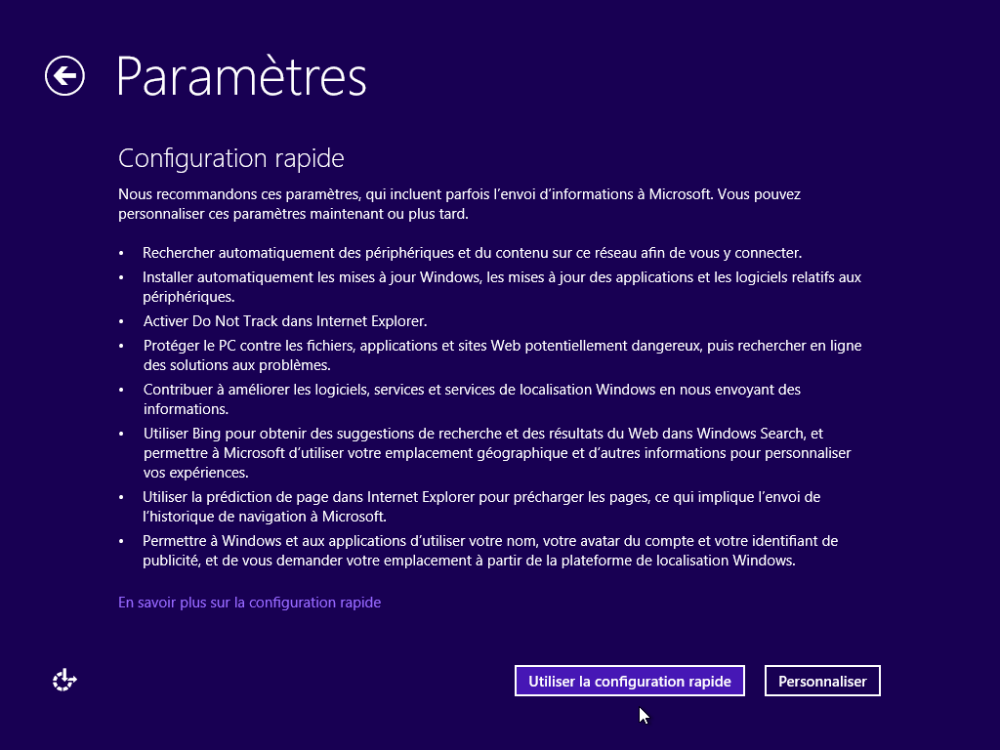 Paramètres
Configuration rapide
Nous recommandons ces paramètres, qui incluent parfois l'envoi d'informations à Microsoft. Vous pouvez
personnaliser ces paramètres maintenant ou plus tard.
• Rechercher automatiquement des périphériques et du contenu sur ce réseau afin de vous y connecter.
• Installer automatiquement les mises à jour Windows, les mises à jour des applications et les logiciels relatifs aux
périphériques.
• Activer Do Not Track dans Internet Explorer.
• Protéger le PC contre les fichiers, applications et sites Web potentiellement dangereux, puis rechercher en ligne
des solutions aux problèmes.
• Contribuer à améliorer les logiciels, services et services de localisation Windows en nous envoyant des
informations.
• Utiliser Bing pour obtenir des suggestions de recherche et des résultats du Web dans Windows Search, et
permettre à Microsoft d'utiliser votre emplacement géographique et d'autres informations pour personnaliser
vos expériences.
• Utiliser la prédiction de page dans Internet Explorer pour précharger les pages, ce qui implique l'envoi de
l'historique de navigation à Microsoft.
• Permettre à Windows et aux applications d'utiliser votre nom, votre avatar du compte et votre identifiant de
publicité, et de vous demander votre emplacement à partir de la plateforme de localisation Windows.
En savoir plus sur la configuration rapide
Utiliser la configuration rapide
Personnaliser